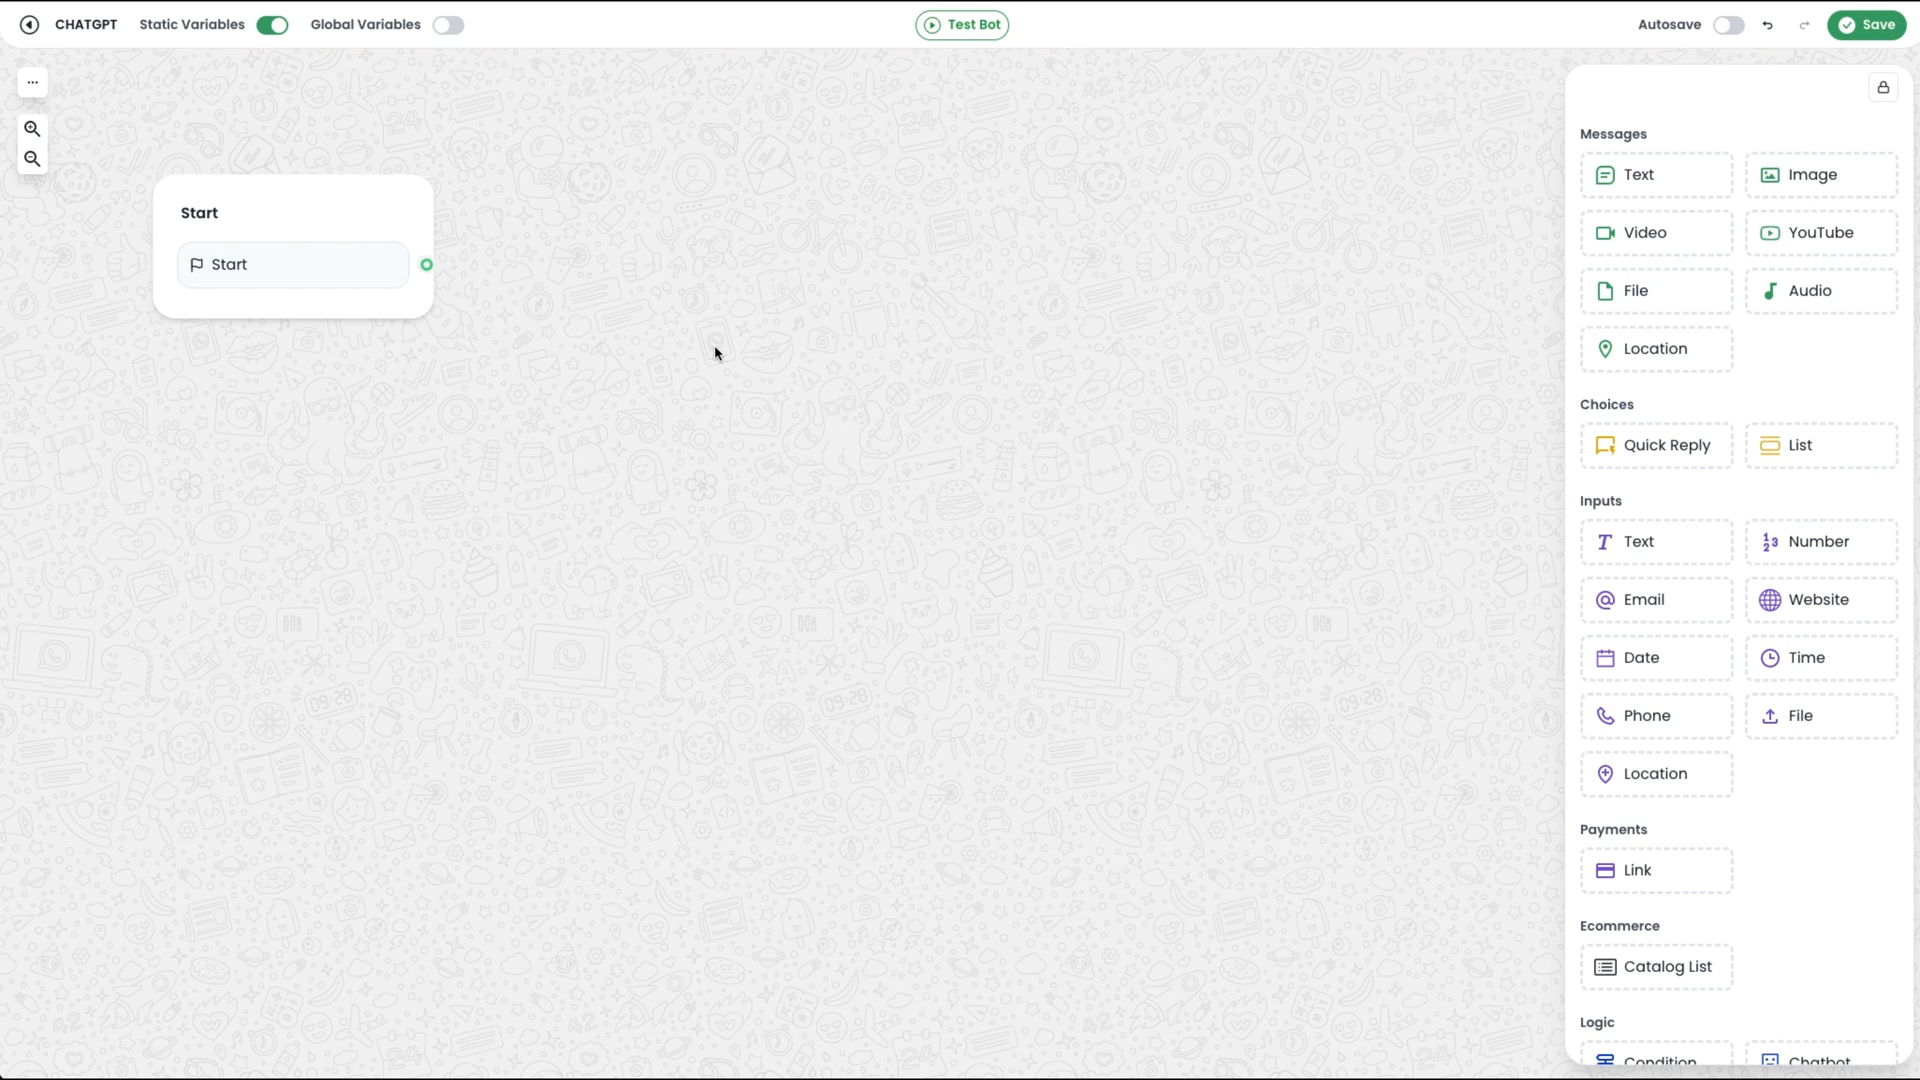 CHATGPT Static Variables Global Variables Test Bot Autosave Save
...
Start
Start
Messages
Text Image
Video YouTube
File Audio
Location
Choices
Quick Reply List
Inputs
Text Number
Email Website
Date Time
Phone File
Location
Payments
Link
Ecommerce
Catalog List
Logic
Condition Chatbot